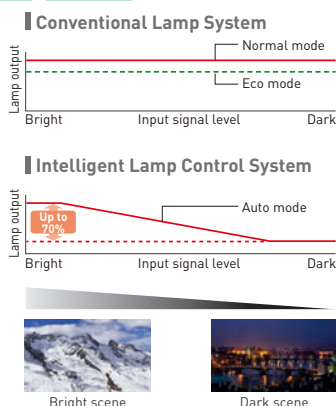 Conventional Lamp System
Lamp output
Normal mode
Eco mode
Bright Input signal level Dark
Intelligent Lamp Control System
Lamp output
Up to
70%
Auto mode
Bright Input signal level Dark
Bright scene Dark scene